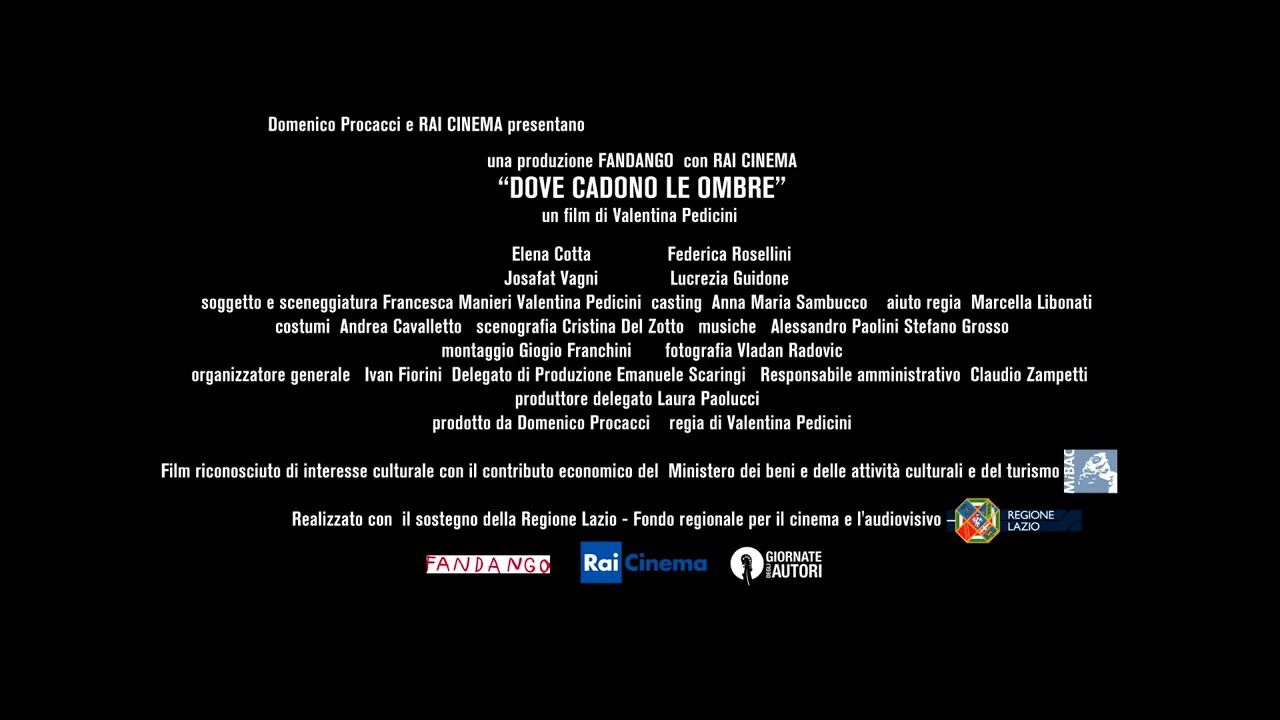 Domenico Procacci e RAI CINEMA presentano
una produzione FANDANGO con RAI CINEMA
“DOVE CADONO LE OMBRE”
un film di Valentina Pedicini
Elena Cotta Federica Rosellini
Josafat Vagni Lucrezia Guidone
soggetto e sceneggiatura Francesca Manieri Valentina Pedicini casting Anna Maria Sambucco aiuto regia Marcella Libonati
costumi Andrea Cavalletto scenografia Cristina Del Zotto musiche Alessandro Paolini Stefano Grosso
montaggio Giogio Franchini fotografia Vladan Radovic
organizzatore generale Ivan Fiorini Delegato di Produzione Emanuele Scaringi Responsabile amministrativo Claudio Zampetti
produttore delegato Laura Paolucci
prodotto da Domenico Procacci regia di Valentina Pedicini
Film riconosciuto di interesse culturale con il contributo economico del Ministero dei beni e delle attività culturali e del turismo MiBAC
Realizzato con il sostegno della Regione Lazio - Fondo regionale per il cinema e l'audiovisivo – REGIONE LAZIO
FANDANGO Rai Cinema GIORNATE DEGLI AUTORI